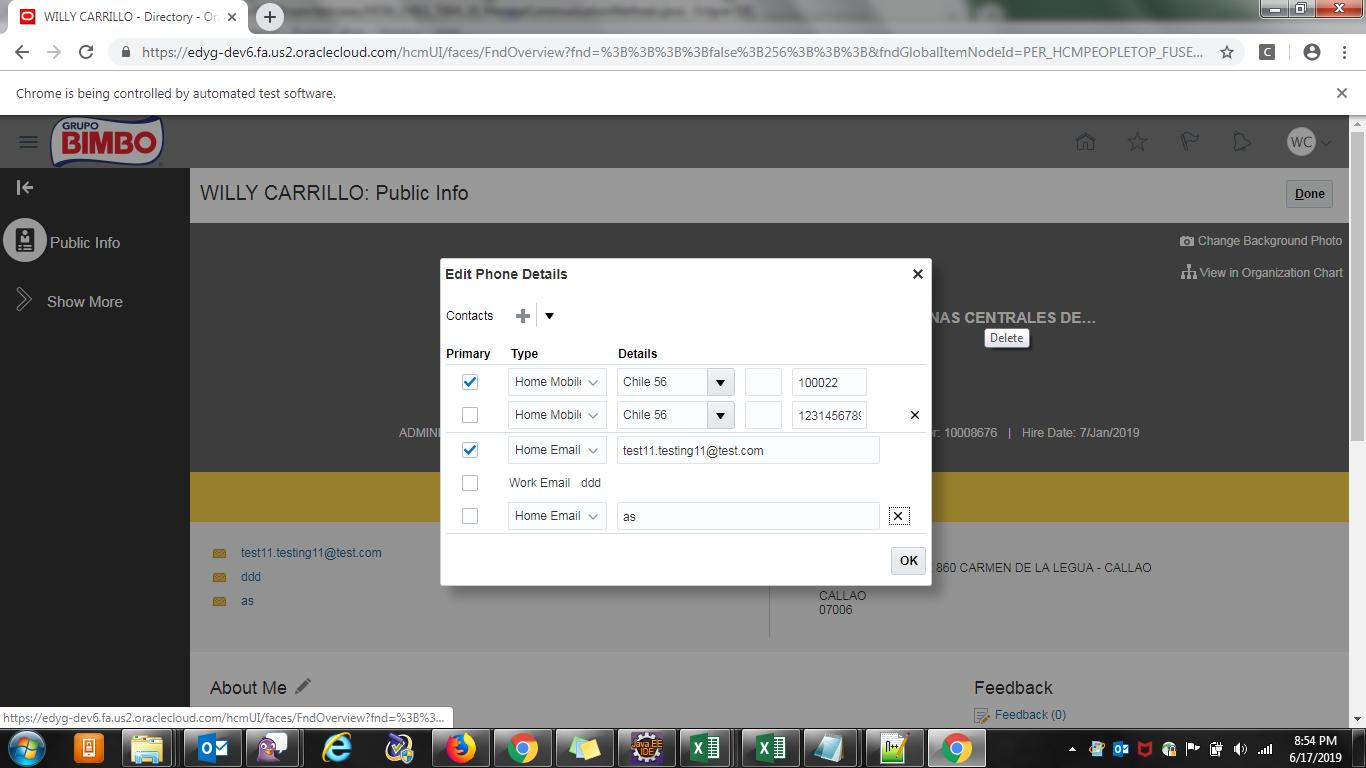 WILLY CARRILLO - Directory - Or
https://edyg-dev6.fa.us2.oraclecloud.com/hcmUI/faces/FndOverview?fnd=%3B%3B%3B%3Bfalse%3B256%3B%3B%3B&fndGlobalItemNodeId=PER_HCMPEOPLETOP_FUSE...
C
Chrome is being controlled by automated test software.
GRUPO
BIMBO
WC
WILLY CARRILLO: Public Info
Done
Public Info
Show More
Change Background Photo
View in Organization Chart
NAS CENTRALES DE...
Delete
ADMINI
r: 10008676 | Hire Date: 7/Jan/2019
Edit Phone Details
Contacts
Primary Type Details
Home Mobile Chile 56 100022
Home Mobile Chile 56 123145678
Home Email test11.testing11@test.com
Work Email ddd
Home Email as
OK
test11.testing11@test.com
ddd
as
860 CARMEN DE LA LEGUA - CALLAO
CALLAO
07006
About Me
Feedback
Feedback (0)
https://edyg-dev6.fa.us2.oraclecloud.com/hcmUI/faces/FndOverview?fnd=%3B%3...
Java EE
IDE
8:54 PM
6/17/2019